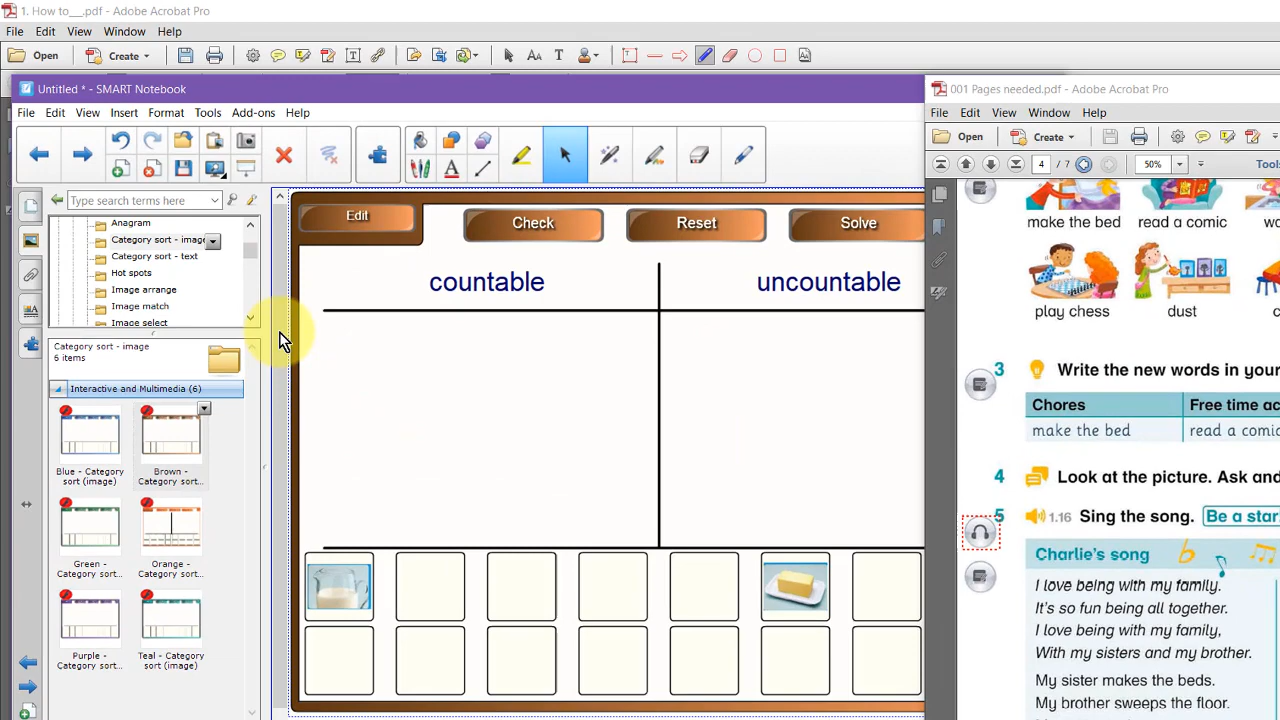 1. How to__.pdf - Adobe Acrobat Pro
File Edit View Window Help
Open Create
Untitled * - SMART Notebook
File Edit View Insert Format Tools Add-ons Help
Type search terms here
Anagram
Category sort - image
Category sort - text
Hot spots
Image arrange
Image match
Image select
Category sort - image
6 items
Interactive and Multimedia (6)
Blue - Category sort (image)
Brown - Category sort...
Green - Category sort...
Orange - Category sort...
Purple - Category sort...
Teal - Category sort (image)
Edit Check Reset Solve
countable uncountable
001 Pages needed.pdf - Adobe Acrobat Pro
File Edit View Window Help
Open Create
4 / 7 50% Tools
make the bed read a comic
play chess dust
3 Write the new words in your
Chores Free time ac
make the bed read a comic
4 Look at the picture. Ask and
5 1.16 Sing the song. Be a star
Charlie's song
I love being with my family.
It's so fun being all together.
I love being with my family,
With my sisters and my brother.
My sister makes the beds.
My brother sweeps the floor.